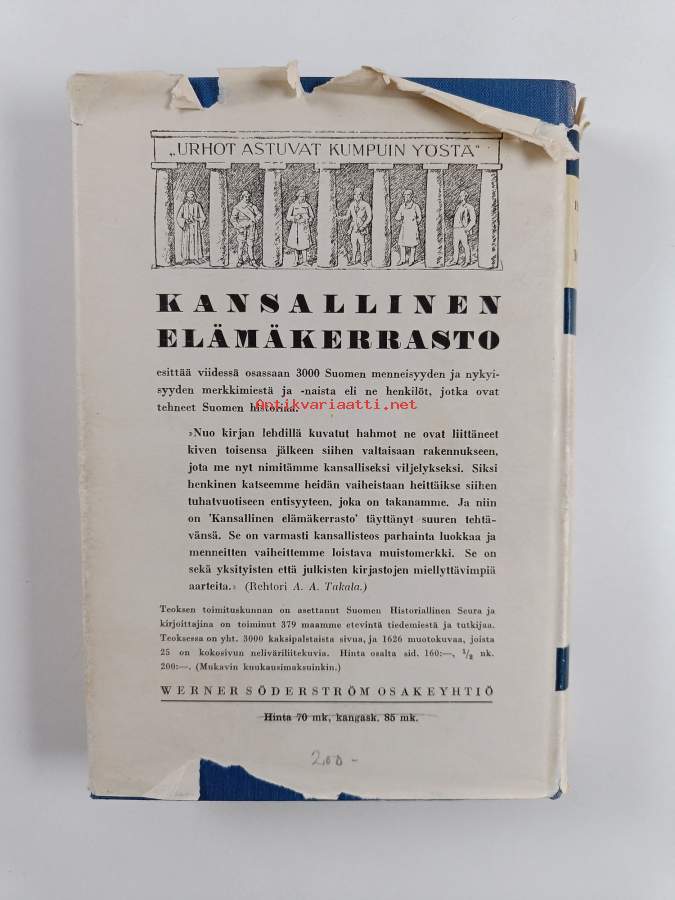 „URHOT ASTUVAT KUMPUIN YÖSTÄ"
KANSALLINEN
ELÄMÄKERRASTO
esittää viidessä osassaan 3000 Suomen menneisyyden ja nykyi-
syyden merkkimiestä ja -naista eli ne henkilöt, jotka ovat
tehneet Suomen historiaa.
Antikvariaatti.net
»Nuo kirjan lehdillä kuvatut hahmot ne ovat liittäneet
kiven toisensa jälkeen siihen valtaisaan rakennukseen,
jota me nyt nimitämme kansalliseksi viljelykseksi. Siksi
henkinen katseemme heidän vaiheistaan heittäikse siihen
tuhatvuotiseen entisyyteen, joka on takanamme. Ja niin
on 'Kansallinen elämäkerrasto' täyttänyt suuren tehtä-
vänsä. Se on varmasti kansallisteos parhainta luokkaa ja
menneitten vaiheittemme loistava muistomerkki. Se on
sekä yksityisten että julkisten kirjastojen miellyttävimpiä
aarteita.» (Rehtori A. A. Takala.)
Teoksen toimituskunnan on asettanut Suomen Historiallinen Seura ja
kirjoittajina on toiminut 379 maamme etevintä tiedemiestä ja tutkijaa.
Teoksessa on yht. 3000 kaksipalstaista sivua, ja 1626 muotokuvaa, joista
25 on kokosivun neliväriliitekuvia. Hinta osalta sid. 160:—, ½ nk.
200:—. (Mukavin kuukausimaksuinkin.)
WERNER SÖDERSTRÖM OSAKEYHTIÖ
Hinta 70 mk, kangask. 85 mk.
2,00 -